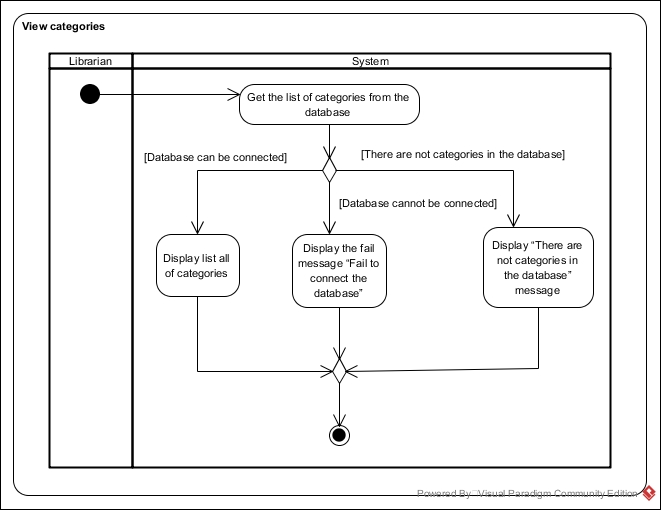 View categories
Librarian
System
Get the list of categories from the
database
[Database can be connected]
[There are not categories in the database]
[Database cannot be connected]
Display list all
of categories
Display the fail
message “Fail to
connect the
database”
Display “There are
not categories in
the database”
message
Powered By Visual Paradigm Community Edition